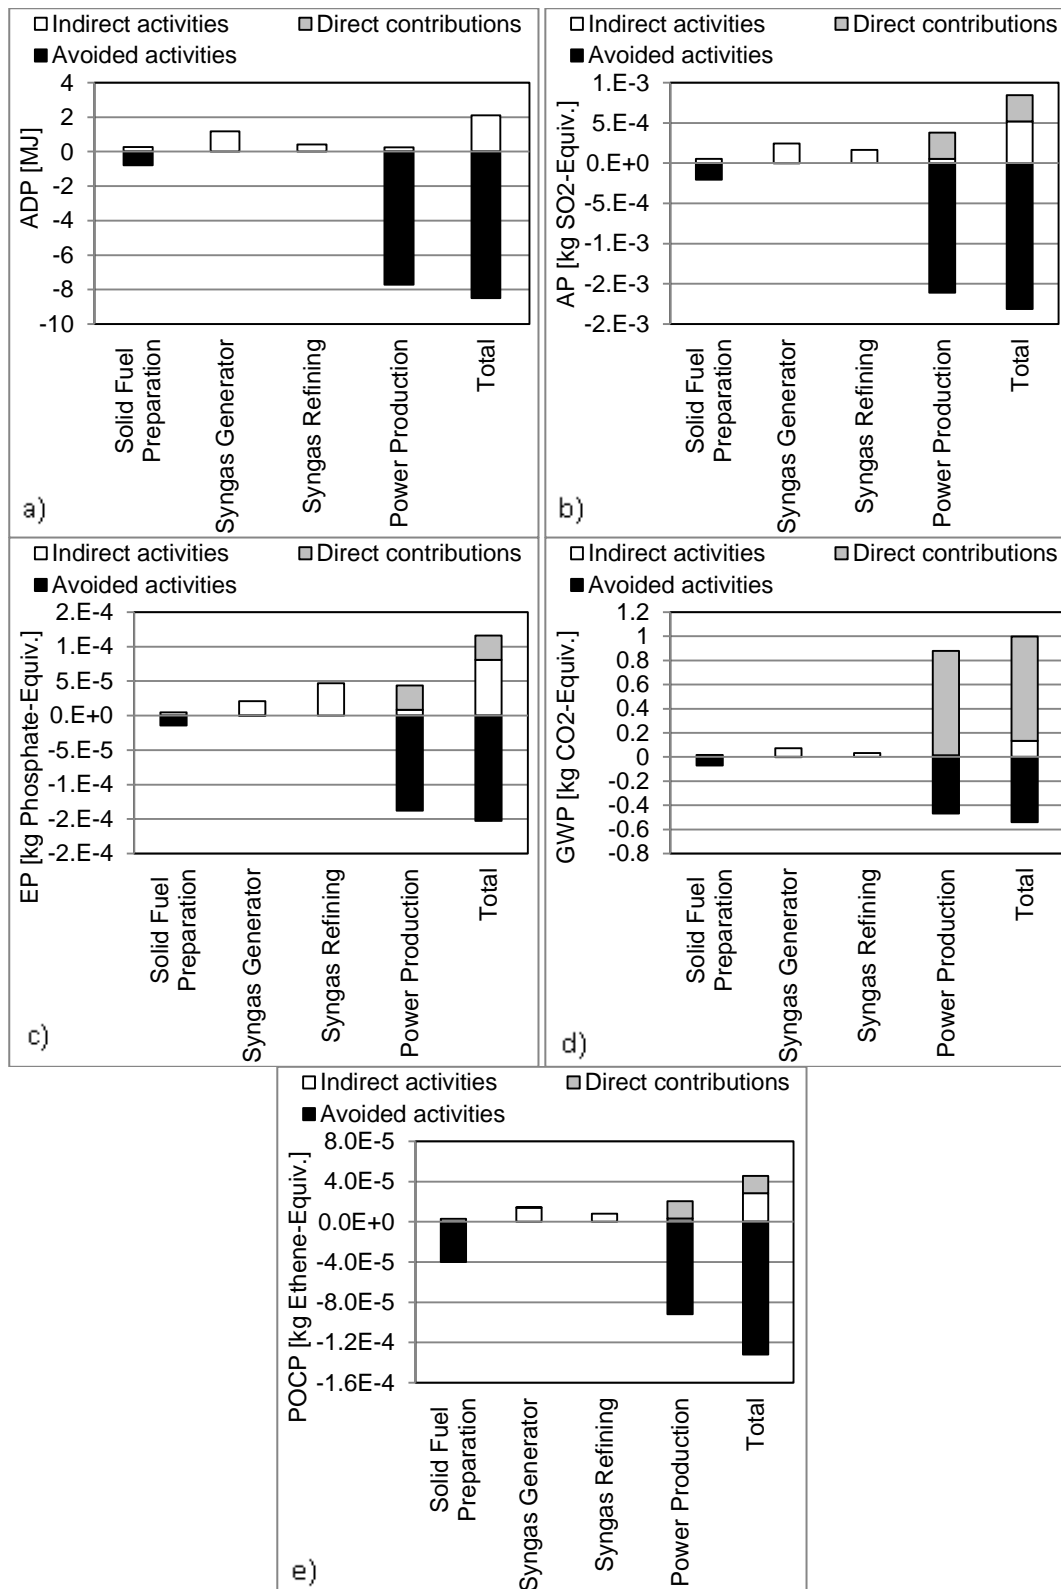 Indirect activities Direct contributions
Avoided activities
4
2
0
-2
-4
-6
-8
-10
ADP [MJ]
Solid Fuel
Preparation
Syngas Generator
Syngas Refining
Power Production
Total
a)
Indirect activities Direct contributions
Avoided activities
1.E-3
5.E-4
0.E+0
-5.E-4
-1.E-3
-2.E-3
-2.E-3
AP [kg SO2-Equiv.]
Solid Fuel
Preparation
Syngas Generator
Syngas Refining
Power Production
Total
b)
Indirect activities Direct contributions
Avoided activities
2.E-4
1.E-4
5.E-5
0.E+0
-5.E-5
-1.E-4
-2.E-4
-2.E-4
EP [kg Phosphate-Equiv.]
Solid Fuel
Preparation
Syngas Generator
Syngas Refining
Power Production
Total
c)
Indirect activities Direct contributions
Avoided activities
1.2
1
0.8
0.6
0.4
0.2
0
-0.2
-0.4
-0.6
-0.8
GWP [kg CO2-Equiv.]
Solid Fuel
Preparation
Syngas Generator
Syngas Refining
Power Production
Total
d)
Indirect activities Direct contributions
Avoided activities
8.0E-5
4.0E-5
0.0E+0
-4.0E-5
-8.0E-5
-1.2E-4
-1.6E-4
POCP [kg Ethene-Equiv.]
Solid Fuel
Preparation
Syngas Generator
Syngas Refining
Power Production
Total
e)